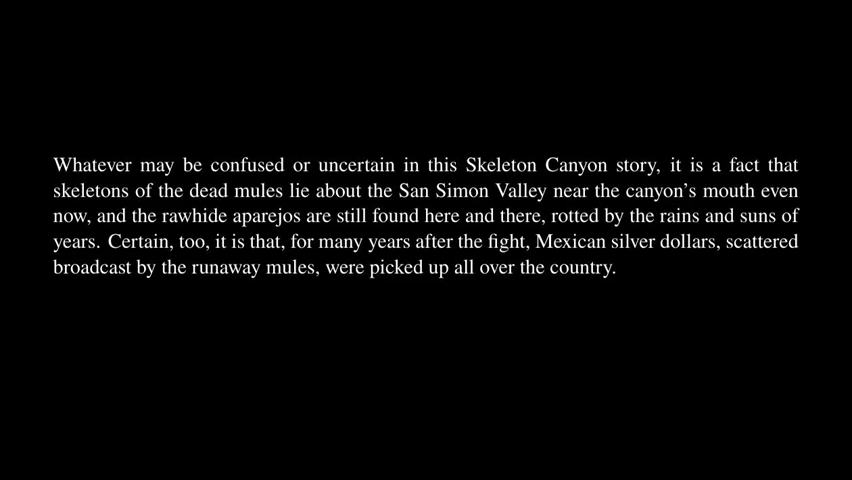 Whatever may be confused or uncertain in this Skeleton Canyon story, it is a fact that
skeletons of the dead mules lie about the San Simon Valley near the canyon's mouth even
now, and the rawhide aparejos are still found here and there, rotted by the rains and suns of
years. Certain, too, it is that, for many years after the fight, Mexican silver dollars, scattered
broadcast by the runaway mules, were picked up all over the country.